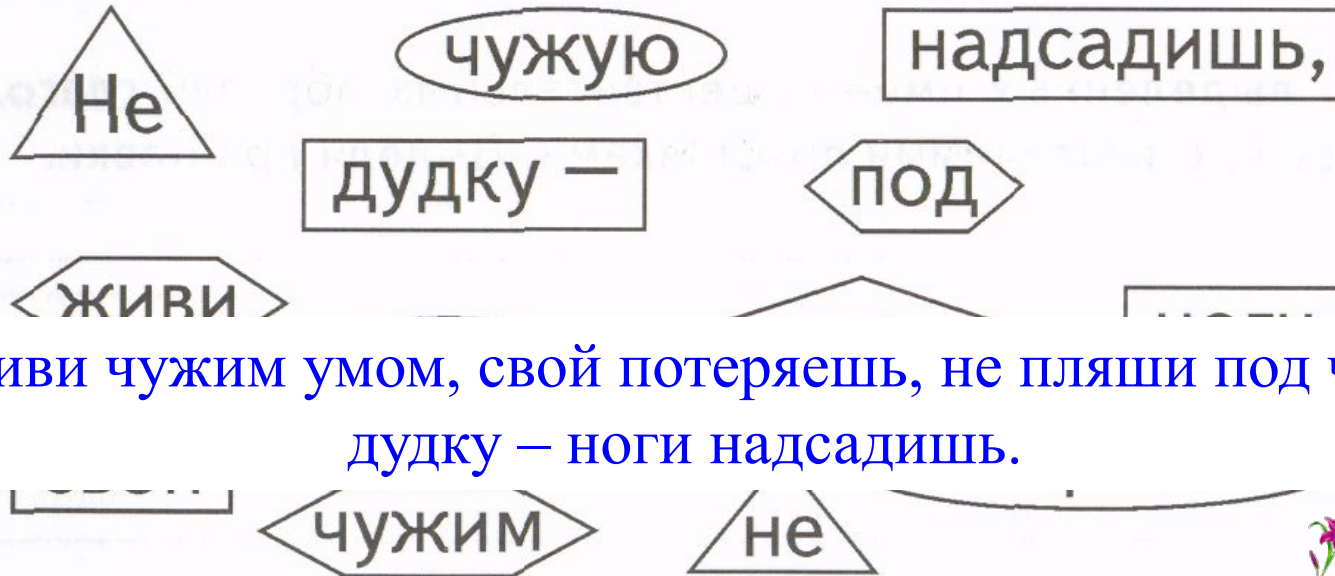 Не чужую надсадишь,
дудку — под
живи
иви чужим умом, свой потеряешь, не пляши под
дудку – ноги надсадишь.
чужим не